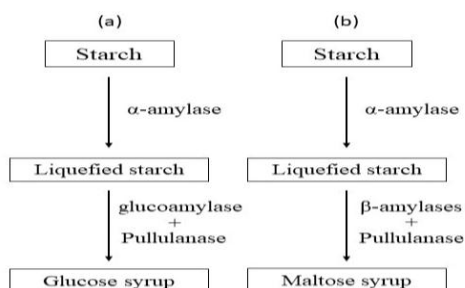 (a)
Starch
α-amylase
Liquefied starch
glucoamylase
+
Pullulanase
Glucose syrup
(b)
Starch
α-amylase
Liquefied starch
β-amylases
+
Pullulanase
Maltose syrup